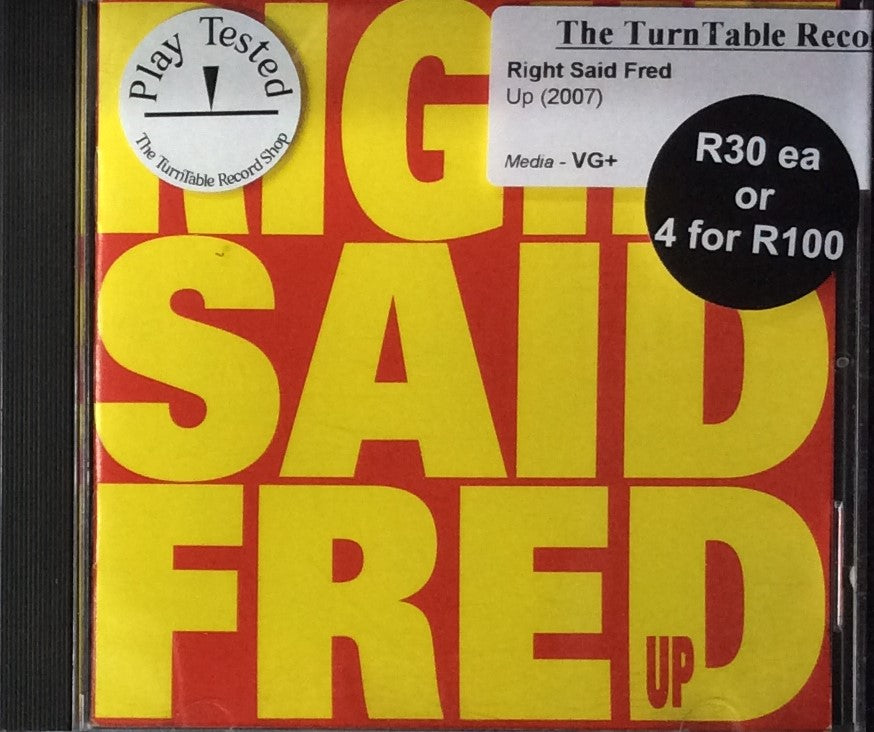 Play Tested
The TurnTable Record Shop
The TurnTable Reco
Right Said Fred
Up (2007)
Media - VG+
R30 ea
or
4 for R100
RIGH
SAID
FRED
UP